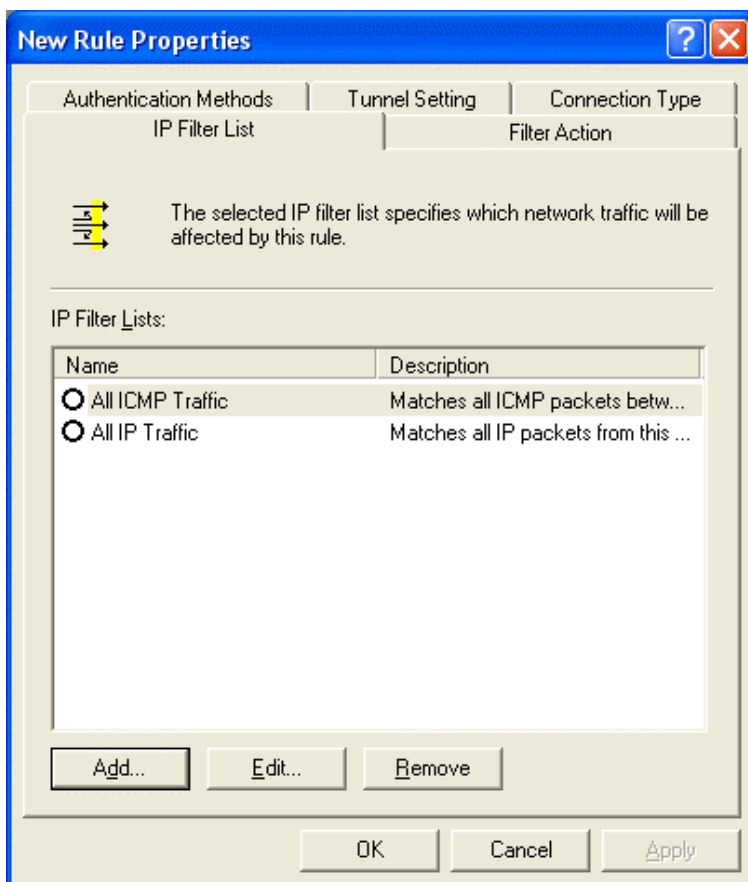 New Rule Properties
Authentication Methods Tunnel Setting Connection Type
IP Filter List Filter Action
The selected IP filter list specifies which network traffic will be
affected by this rule.
IP Filter Lists:
Name Description
All ICMP Traffic Matches all ICMP packets betw...
All IP Traffic Matches all IP packets from this ...
Add... Edit... Remove
OK Cancel Apply